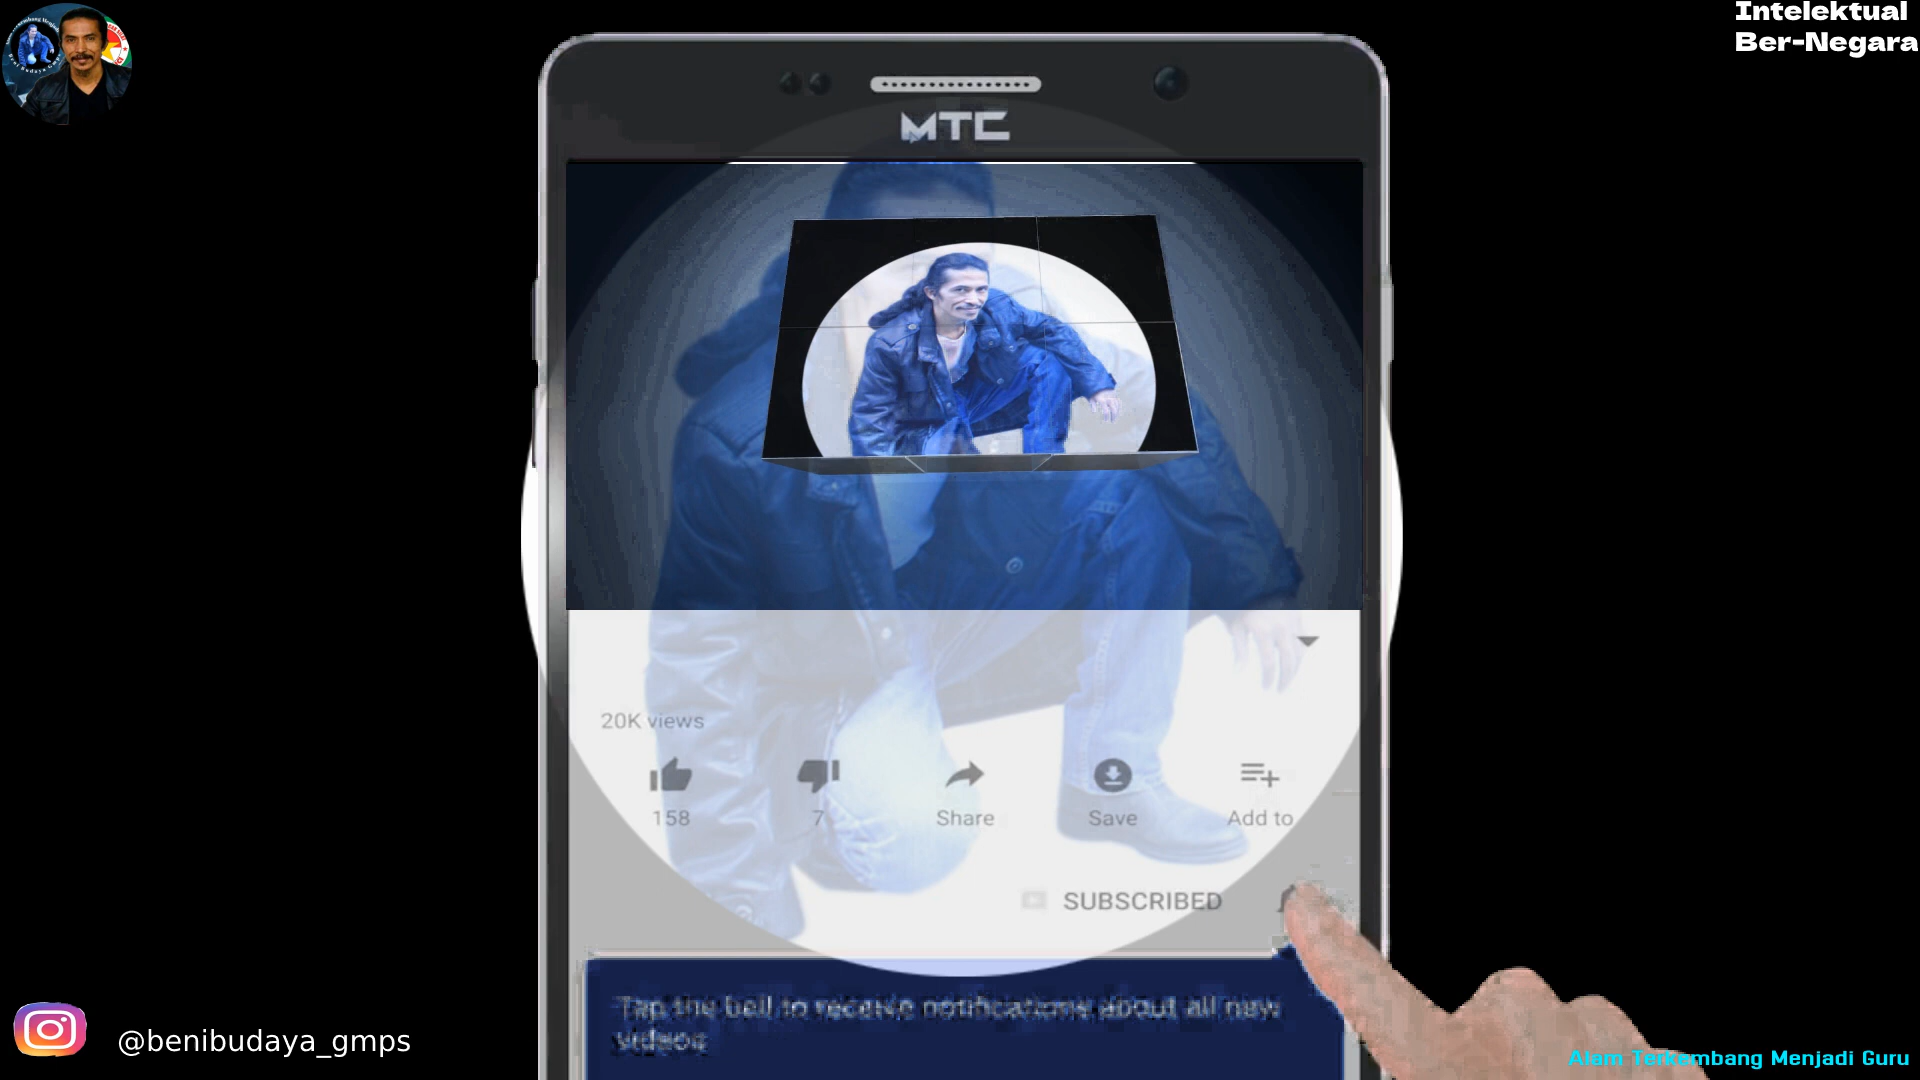 Intelektual
Ber-Negara
MTC
20K views
158
7
Share
Save
Add to
SUBSCRIBED
Tap the bell to receive notifications about all new
videos
@benibudaya_gmps
Alam Terkembang Menjadi Guru